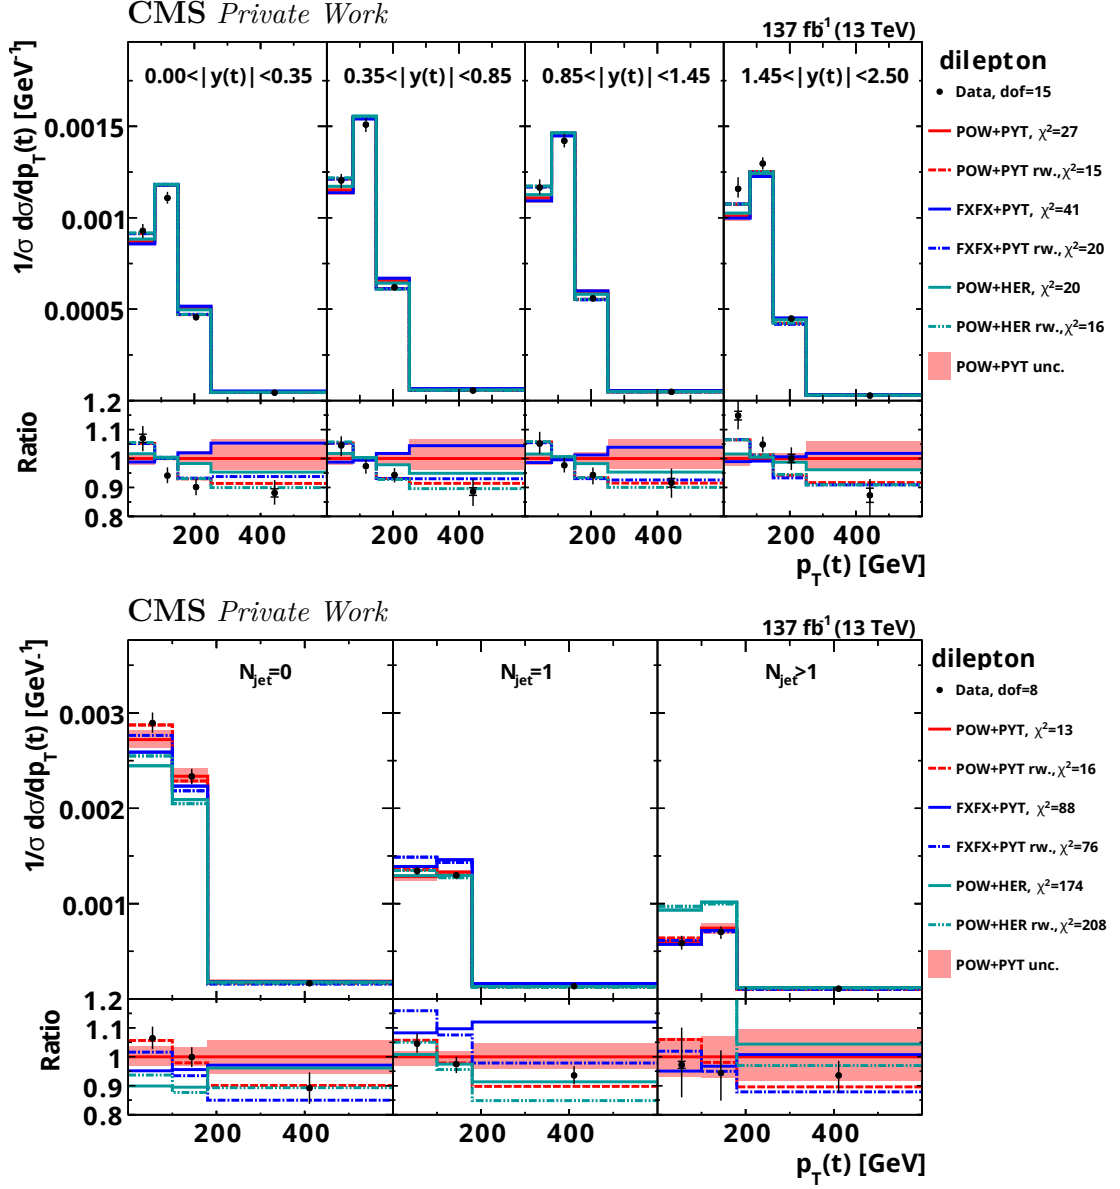 CMS Private Work
137 fb⁻¹ (13 TeV)
1/σ dσ/dp_T(t) [GeV⁻¹]
0.00<|y(t)|<0.35
0.35<|y(t)|<0.85
0.85<|y(t)|<1.45
1.45<|y(t)|<2.50
0.0015
0.001
0.0005
dilepton
Data, dof=15
POW+PYT, χ²=27
POW+PYT rw., χ²=15
FXFX+PYT, χ²=41
FXFX+PYT rw., χ²=20
POW+HER, χ²=20
POW+HER rw., χ²=16
POW+PYT unc.
Ratio
1.2
1.1
1
0.9
0.8
200 400 200 400 200 400 200 400
p_T(t) [GeV]
CMS Private Work
137 fb⁻¹ (13 TeV)
1/σ dσ/dp_T(t) [GeV-1]
N_jet=0
N_jet=1
N_jet>1
0.003
0.002
0.001
dilepton
Data, dof=8
POW+PYT, χ²=13
POW+PYT rw., χ²=16
FXFX+PYT, χ²=88
FXFX+PYT rw., χ²=76
POW+HER, χ²=174
POW+HER rw., χ²=208
POW+PYT unc.
Ratio
1.2
1.1
1
0.9
0.8
200 400 200 400 200 400
p_T(t) [GeV]